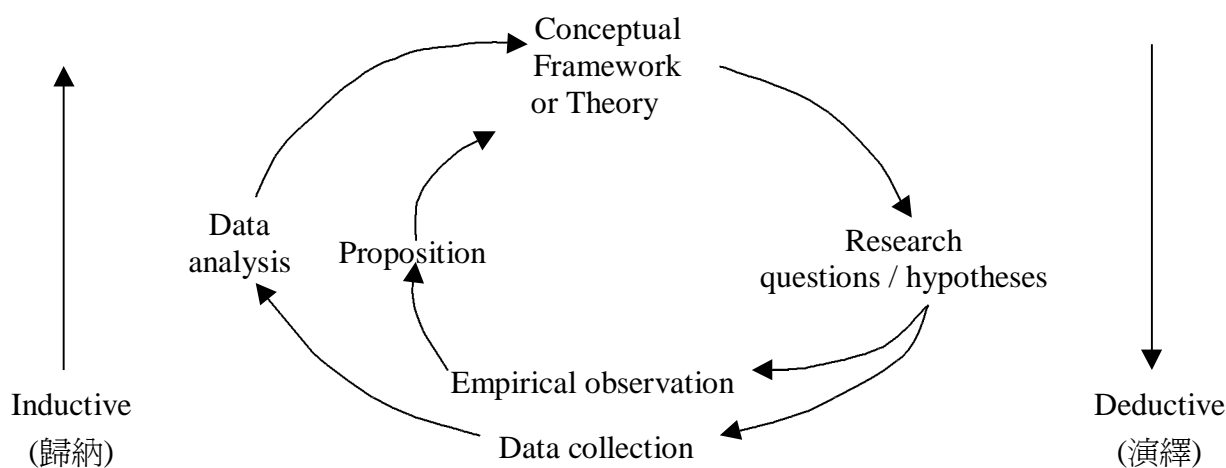 Conceptual
Framework
or Theory
Data
analysis
Proposition
Research
questions / hypotheses
Empirical observation
Data collection
Inductive
(歸納)
Deductive
(演繹)